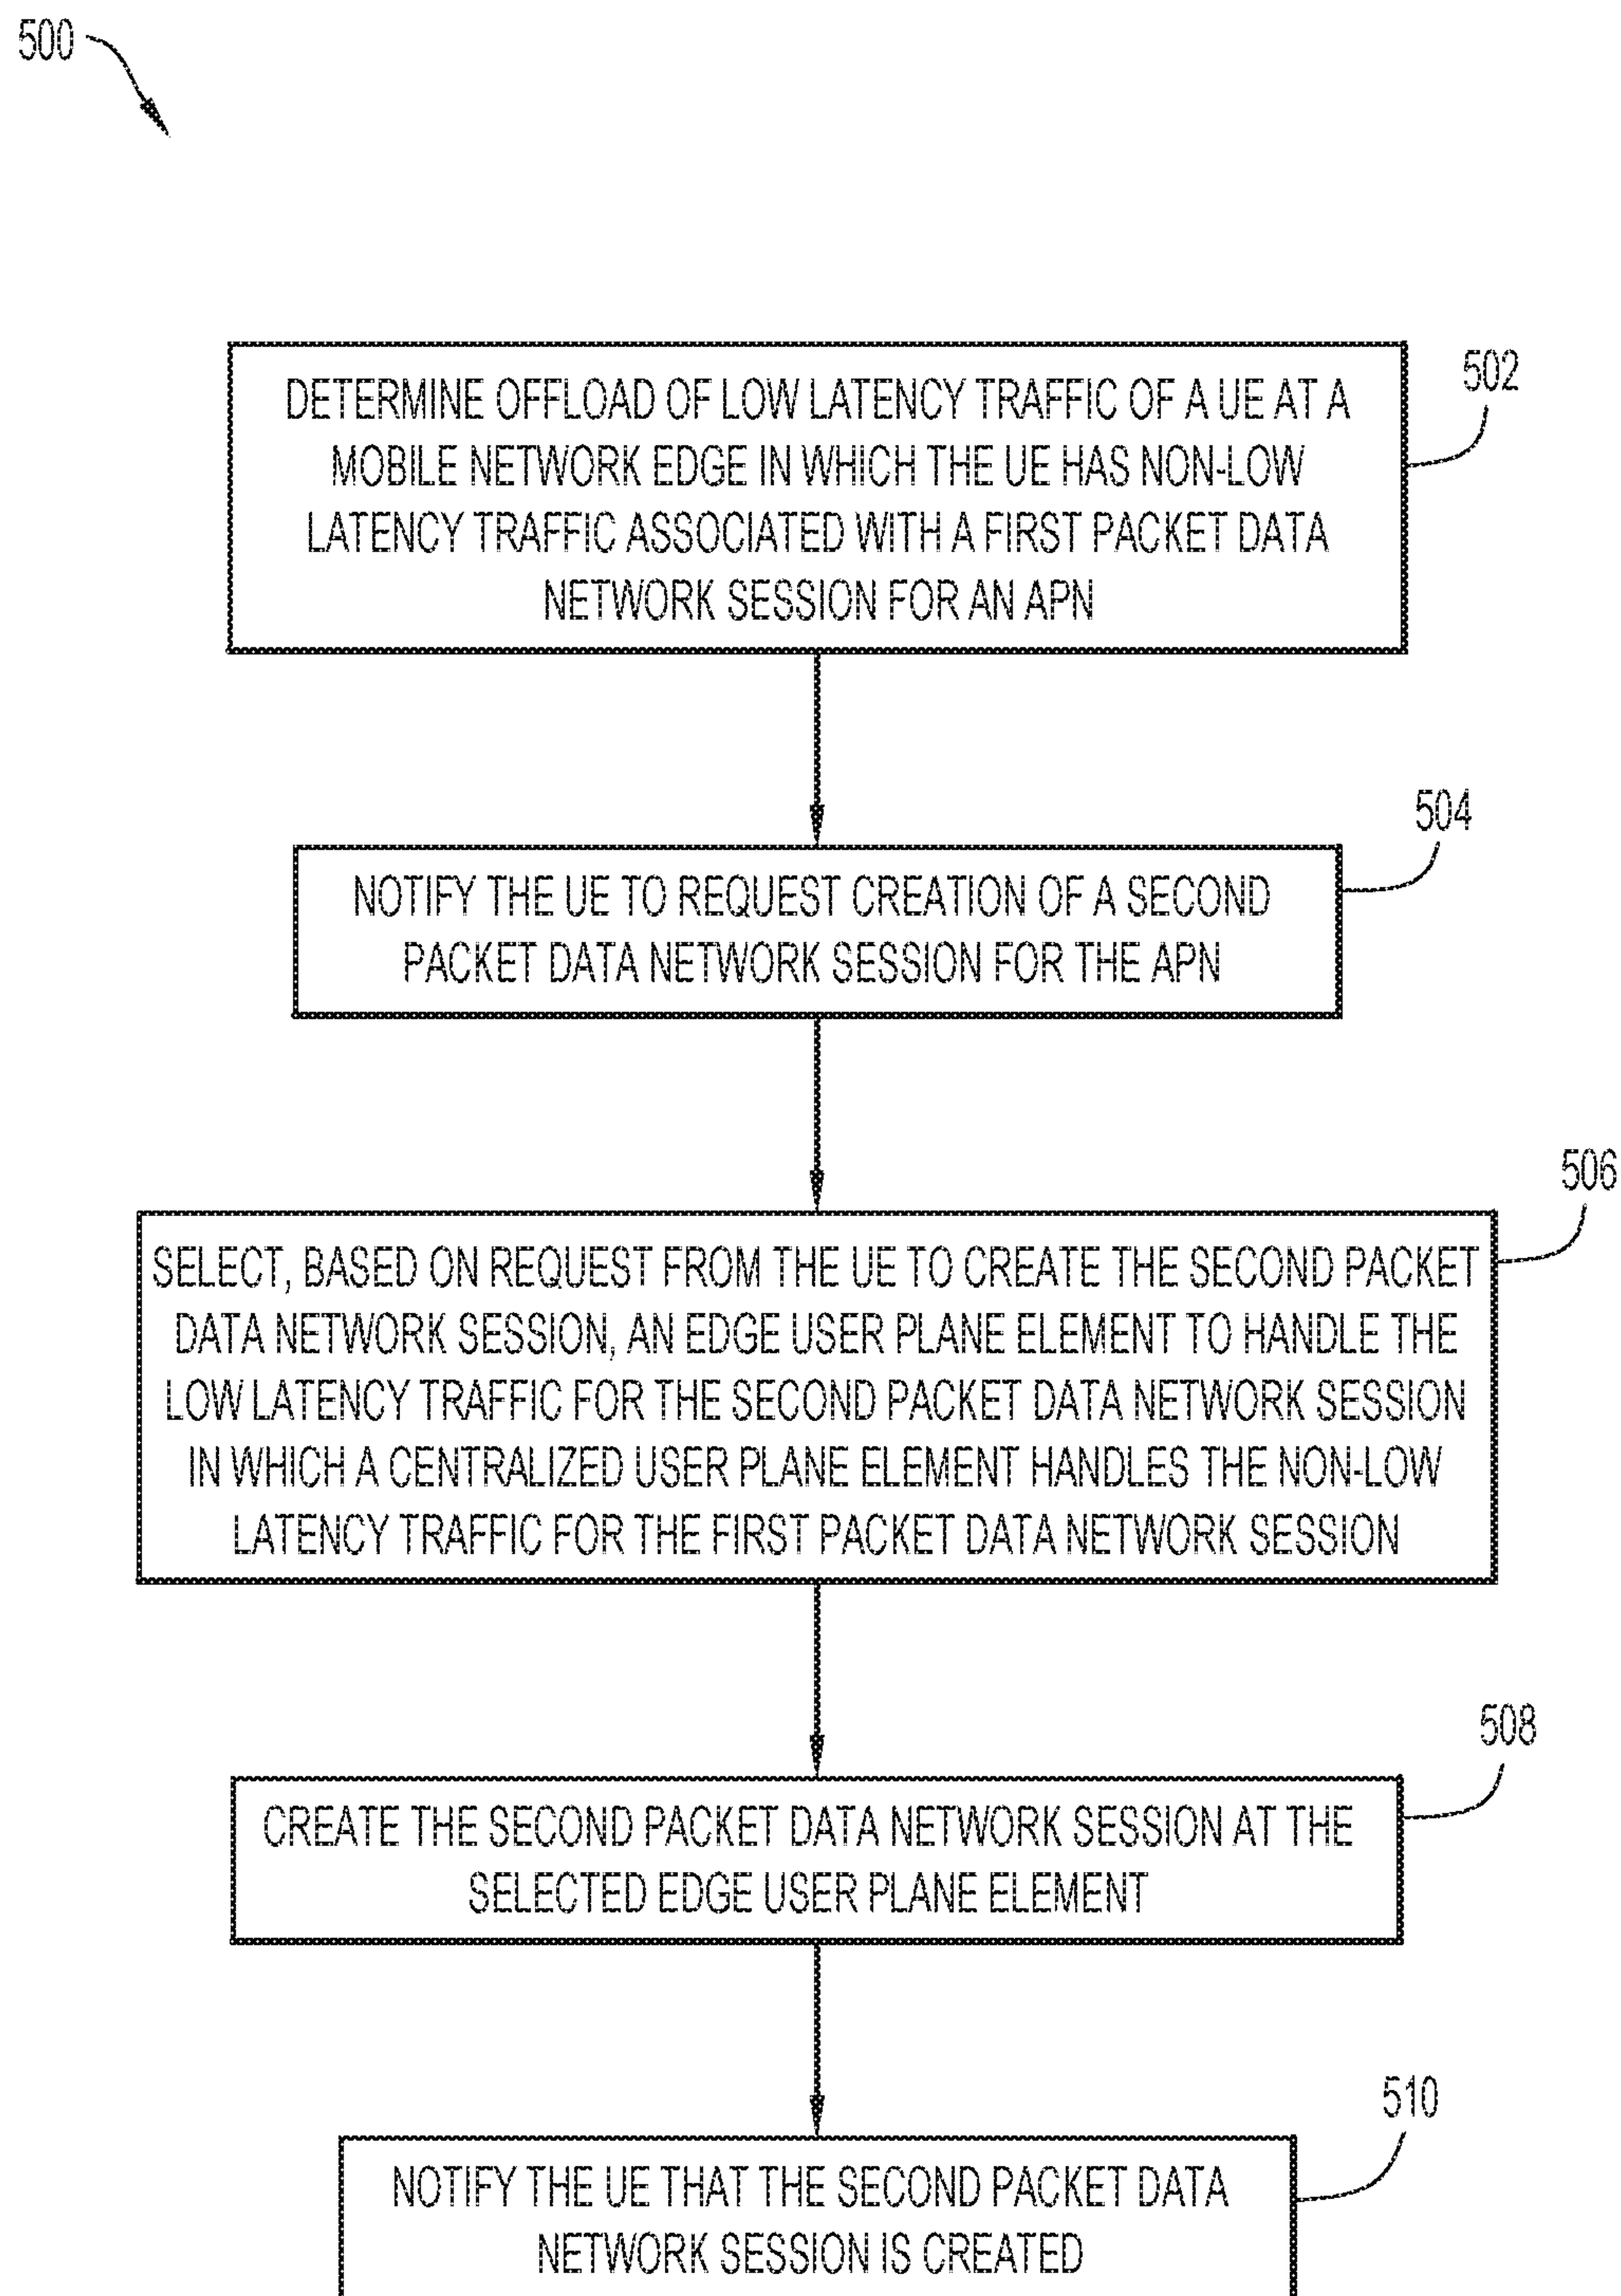 500
DETERMINE OFFLOAD OF LOW LATENCY TRAFFIC OF A UE AT A
MOBILE NETWORK EDGE IN WHICH THE UE HAS NON-LOW
LATENCY TRAFFIC ASSOCIATED WITH A FIRST PACKET DATA
NETWORK SESSION FOR AN APN
502
NOTIFY THE UE TO REQUEST CREATION OF A SECOND
PACKET DATA NETWORK SESSION FOR THE APN
504
SELECT, BASED ON REQUEST FROM THE UE TO CREATE THE SECOND PACKET
DATA NETWORK SESSION, AN EDGE USER PLANE ELEMENT TO HANDLE THE
LOW LATENCY TRAFFIC FOR THE SECOND PACKET DATA NETWORK SESSION
IN WHICH A CENTRALIZED USER PLANE ELEMENT HANDLES THE NON-LOW
LATENCY TRAFFIC FOR THE FIRST PACKET DATA NETWORK SESSION
506
CREATE THE SECOND PACKET DATA NETWORK SESSION AT THE
SELECTED EDGE USER PLANE ELEMENT
508
NOTIFY THE UE THAT THE SECOND PACKET DATA
NETWORK SESSION IS CREATED
510